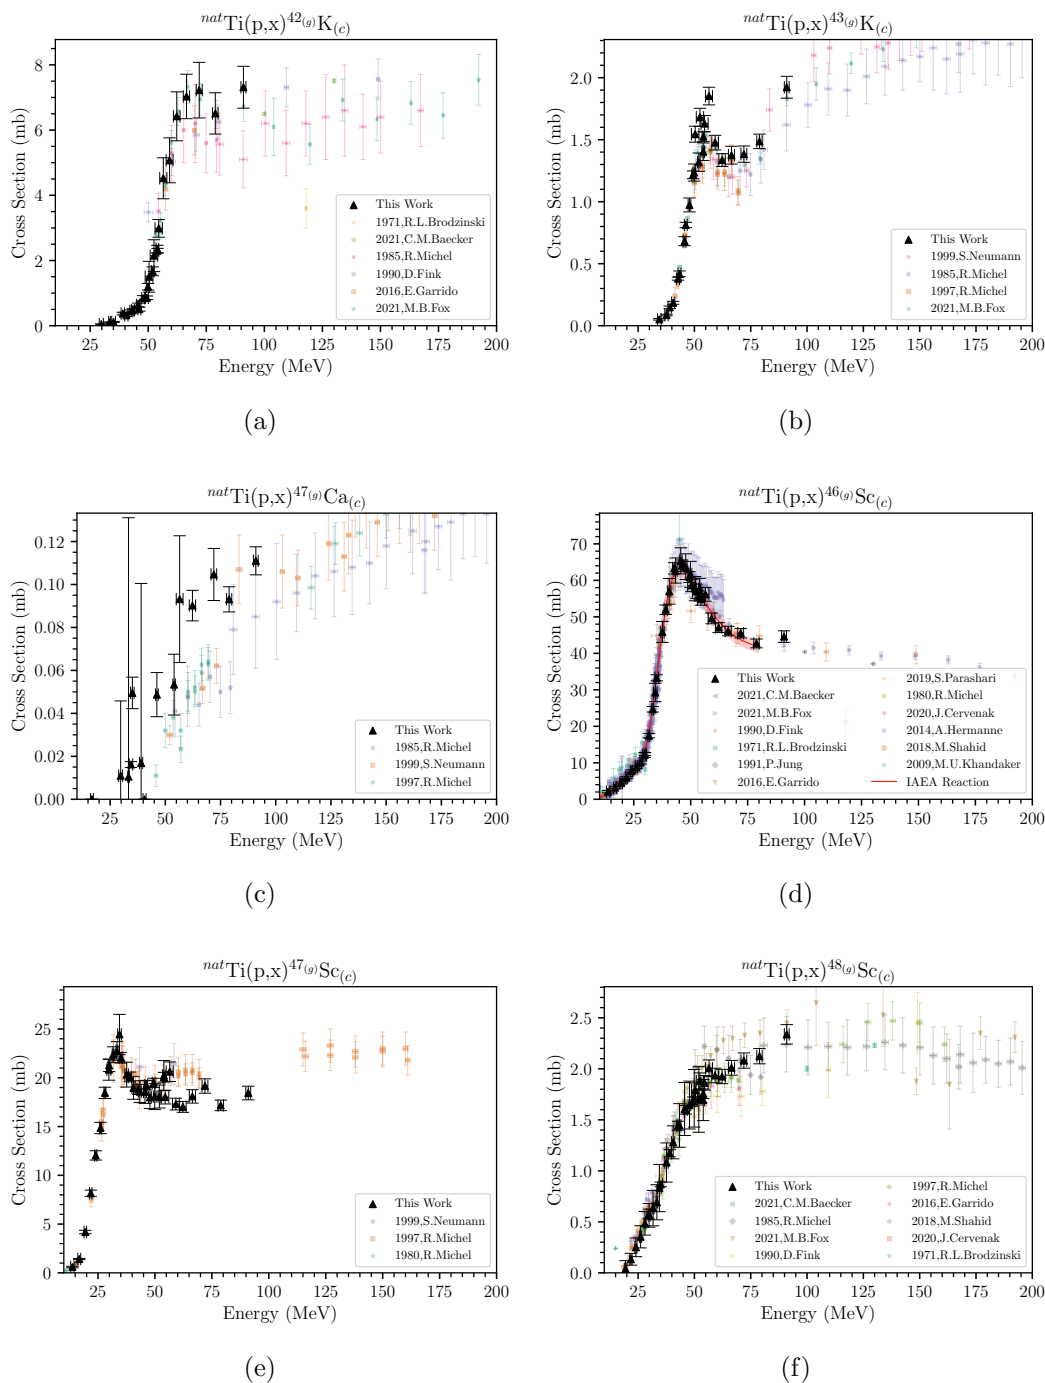 natTi(p,x)42(g)K(c)
Cross Section (mb)
8
6
4
2
0
This Work
1971,R.L.Brodzinski
2021,C.M.Baecker
1985,R.Michel
1990,D.Fink
2016,E.Garrido
2021,M.B.Fox
25 50 75 100 125 150 175 200
Energy (MeV)
(a)
natTi(p,x)43(g)K(c)
Cross Section (mb)
2.0
1.5
1.0
0.5
0.0
This Work
1999,S.Neumann
1985,R.Michel
1997,R.Michel
2021,M.B.Fox
25 50 75 100 125 150 175 200
Energy (MeV)
(b)
natTi(p,x)47(g)Ca(c)
Cross Section (mb)
0.12
0.10
0.08
0.06
0.04
0.02
0.00
This Work
1985,R.Michel
1999,S.Neumann
1997,R.Michel
25 50 75 100 125 150 175 200
Energy (MeV)
(c)
natTi(p,x)46(g)Sc(c)
Cross Section (mb)
70
60
50
40
30
20
10
0
This Work
2021,C.M.Baecker
2021,M.B.Fox
1990,D.Fink
1971,R.L.Brodzinski
1991,P.Jung
2016,E.Garrido
2019,S.Parashari
1980,R.Michel
2020,J.Cervenak
2014,A.Hermanne
2018,M.Shahid
2009,M.U.Khandaker
IAEA Reaction
25 50 75 100 125 150 175 200
Energy (MeV)
(d)
natTi(p,x)47(g)Sc(c)
Cross Section (mb)
25
20
15
10
5
0
This Work
1999,S.Neumann
1997,R.Michel
1980,R.Michel
25 50 75 100 125 150 175 200
Energy (MeV)
(e)
natTi(p,x)48(g)Sc(c)
Cross Section (mb)
2.5
2.0
1.5
1.0
0.5
0.0
This Work
2021,C.M.Baecker
1985,R.Michel
2021,M.B.Fox
1990,D.Fink
1997,R.Michel
2016,E.Garrido
2018,M.Shahid
2020,J.Cervenak
1971,R.L.Brodzinski
25 50 75 100 125 150 175 200
Energy (MeV)
(f)